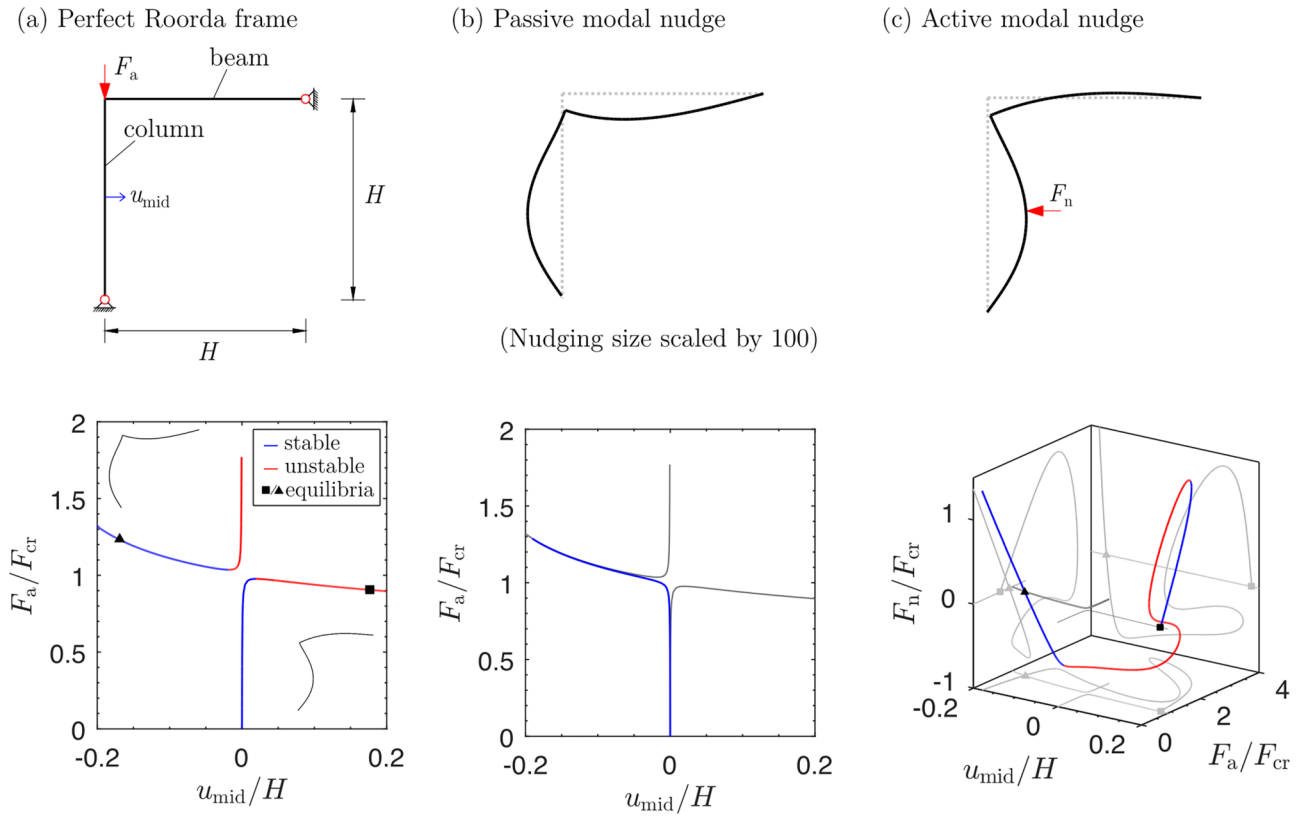 (a) Perfect Roorda frame
(b) Passive modal nudge
(c) Active modal nudge
F_a
beam
column
u_mid
H
H
F_n
(Nudging size scaled by 100)
2
1.5
1
0.5
0
-0.2
0
0.2
F_a/F_cr
u_mid/H
stable
unstable
■/▲equilibria
2
1.5
1
0.5
0
-0.2
0
0.2
F_a/F_cr
u_mid/H
1
0
-1
F_n/F_cr
-0.2
0
0.2
u_mid/H
0
2
4
F_a/F_cr